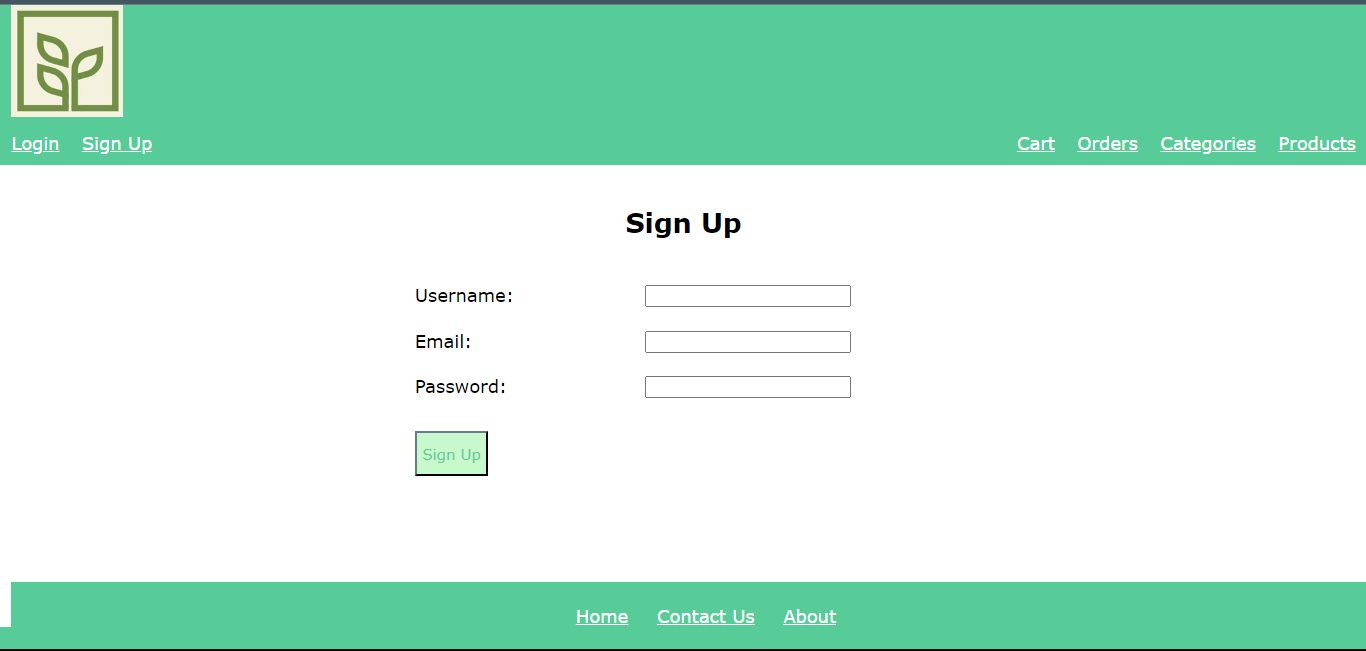 Login Sign Up Cart Orders Categories Products
Sign Up
Username:
Email:
Password:
Sign Up
Home Contact Us About